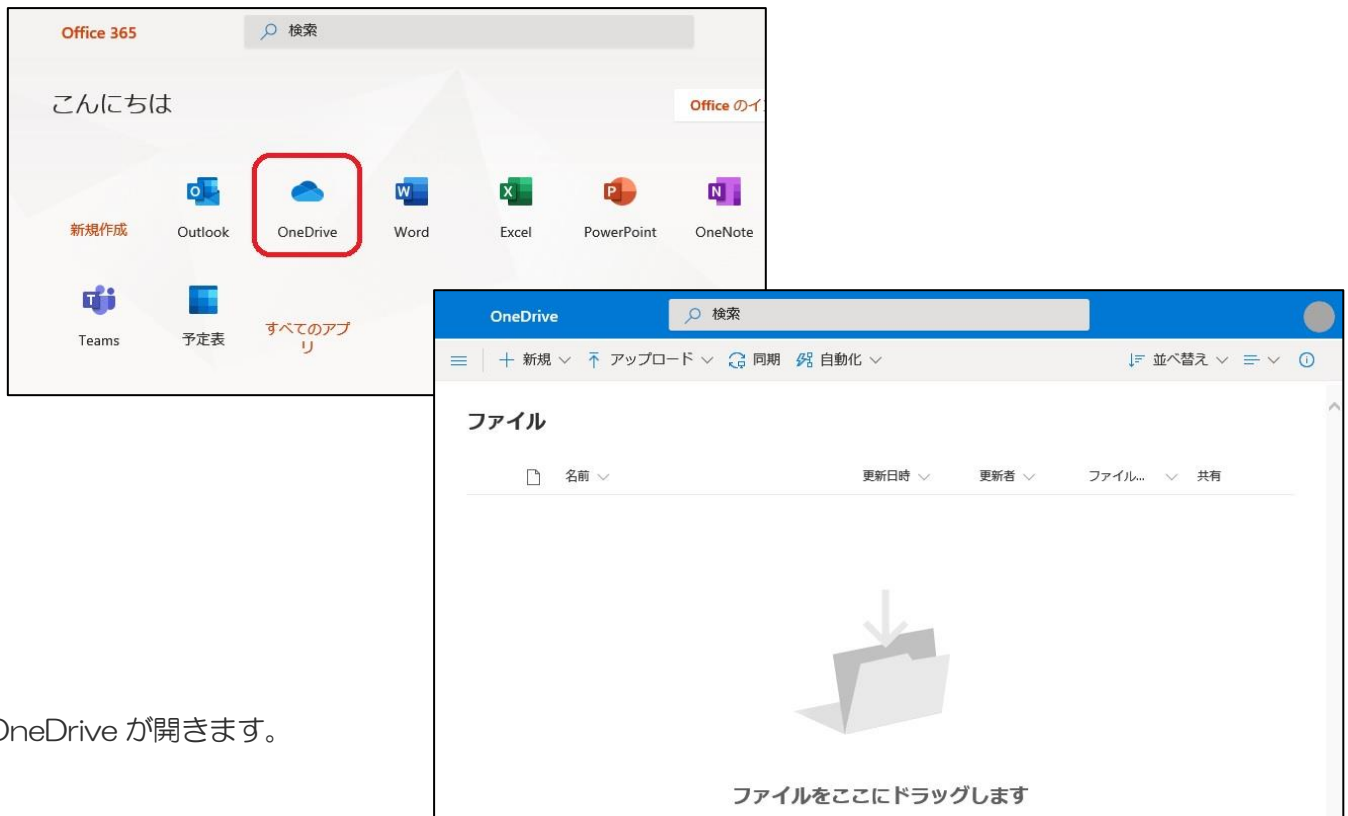 Office 365
検索
こんにちは
Office のイ
新規作成 Outlook OneDrive Word Excel PowerPoint OneNote
Teams 予定表 すべてのアプ
リ
OneDrive 検索
新規 アップロード 同期 自動化 並べ替え
ファイル
名前 更新日時 更新者 ファイル... 共有
ファイルをここにドラッグします
OneDrive が開きます。